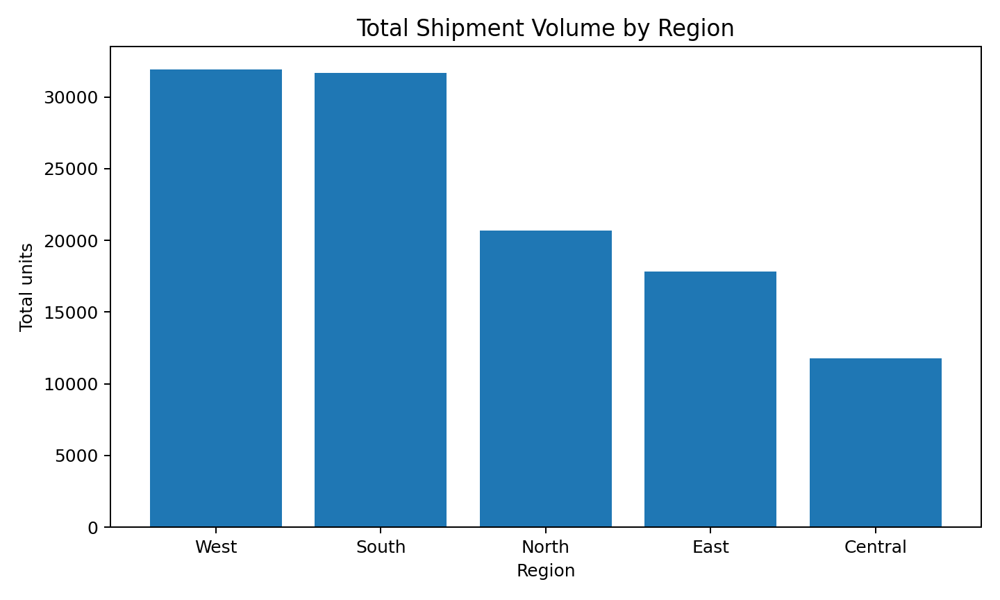 Total Shipment Volume by Region
Total units
30000
25000
20000
15000
10000
5000
0
West South North East Central
Region